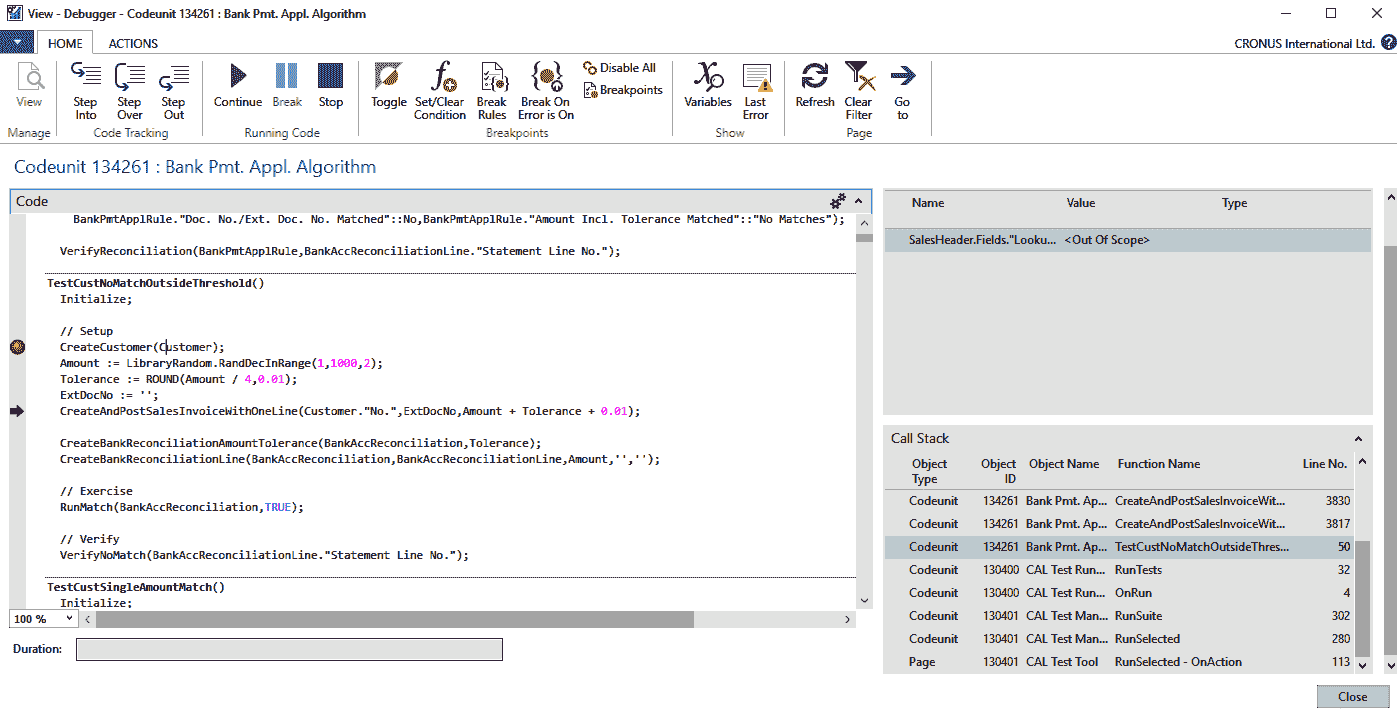 View - Debugger - Codeunit 134261 : Bank Pmt. Appl. Algorithm
HOME ACTIONS CRONUS International Ltd.
View
Step Into
Step Over
Step Out
Continue
Break
Stop
Toggle
Set/Clear Condition
Break Rules
Break On Error is On
Disable All
Breakpoints
Variables
Last Error
Refresh
Clear Filter
Go to
Manage Code Tracking Running Code Breakpoints Show Page
Codeunit 134261 : Bank Pmt. Appl. Algorithm
Code
BankPmtApplRule."Doc. No./Ext. Doc. No. Matched"::No,BankPmtApplRule."Amount Incl. Tolerance Matched"::"No Matches");
VerifyReconciliation(BankPmtApplRule,BankAccReconciliationLine."Statement Line No.");
TestCustNoMatchOutsideThreshold()
Initialize;
// Setup
CreateCustomer(Customer);
Amount := LibraryRandom.RandDecInRange(1,1000,2);
Tolerance := ROUND(Amount / 4,0.01);
ExtDocNo := '';
CreateAndPostSalesInvoiceWithOneLine(Customer."No.",ExtDocNo,Amount + Tolerance + 0.01);
CreateBankReconciliationAmountTolerance(BankAccReconciliation,Tolerance);
CreateBankReconciliationLine(BankAccReconciliation,BankAccReconciliationLine,Amount,'','');
// Exercise
RunMatch(BankAccReconciliation,TRUE);
// Verify
VerifyNoMatch(BankAccReconciliationLine."Statement Line No.");
TestCustSingleAmountMatch()
Initialize;
100 %
Duration:
Name Value Type
SalesHeader.Fields."Looku... <Out Of Scope>
Call Stack
Object Type Object ID Object Name Function Name Line No.
Codeunit 134261 Bank Pmt. Ap... CreateAndPostSalesInvoiceWit... 3830
Codeunit 134261 Bank Pmt. Ap... CreateAndPostSalesInvoiceWit... 3817
Codeunit 134261 Bank Pmt. Ap... TestCustNoMatchOutsideThres... 50
Codeunit 130400 CAL Test Run... RunTests 32
Codeunit 130400 CAL Test Run... OnRun 4
Codeunit 130401 CAL Test Man... RunSuite 302
Codeunit 130401 CAL Test Man... RunSelected 280
Page 130401 CAL Test Tool RunSelected - OnAction 113
Close